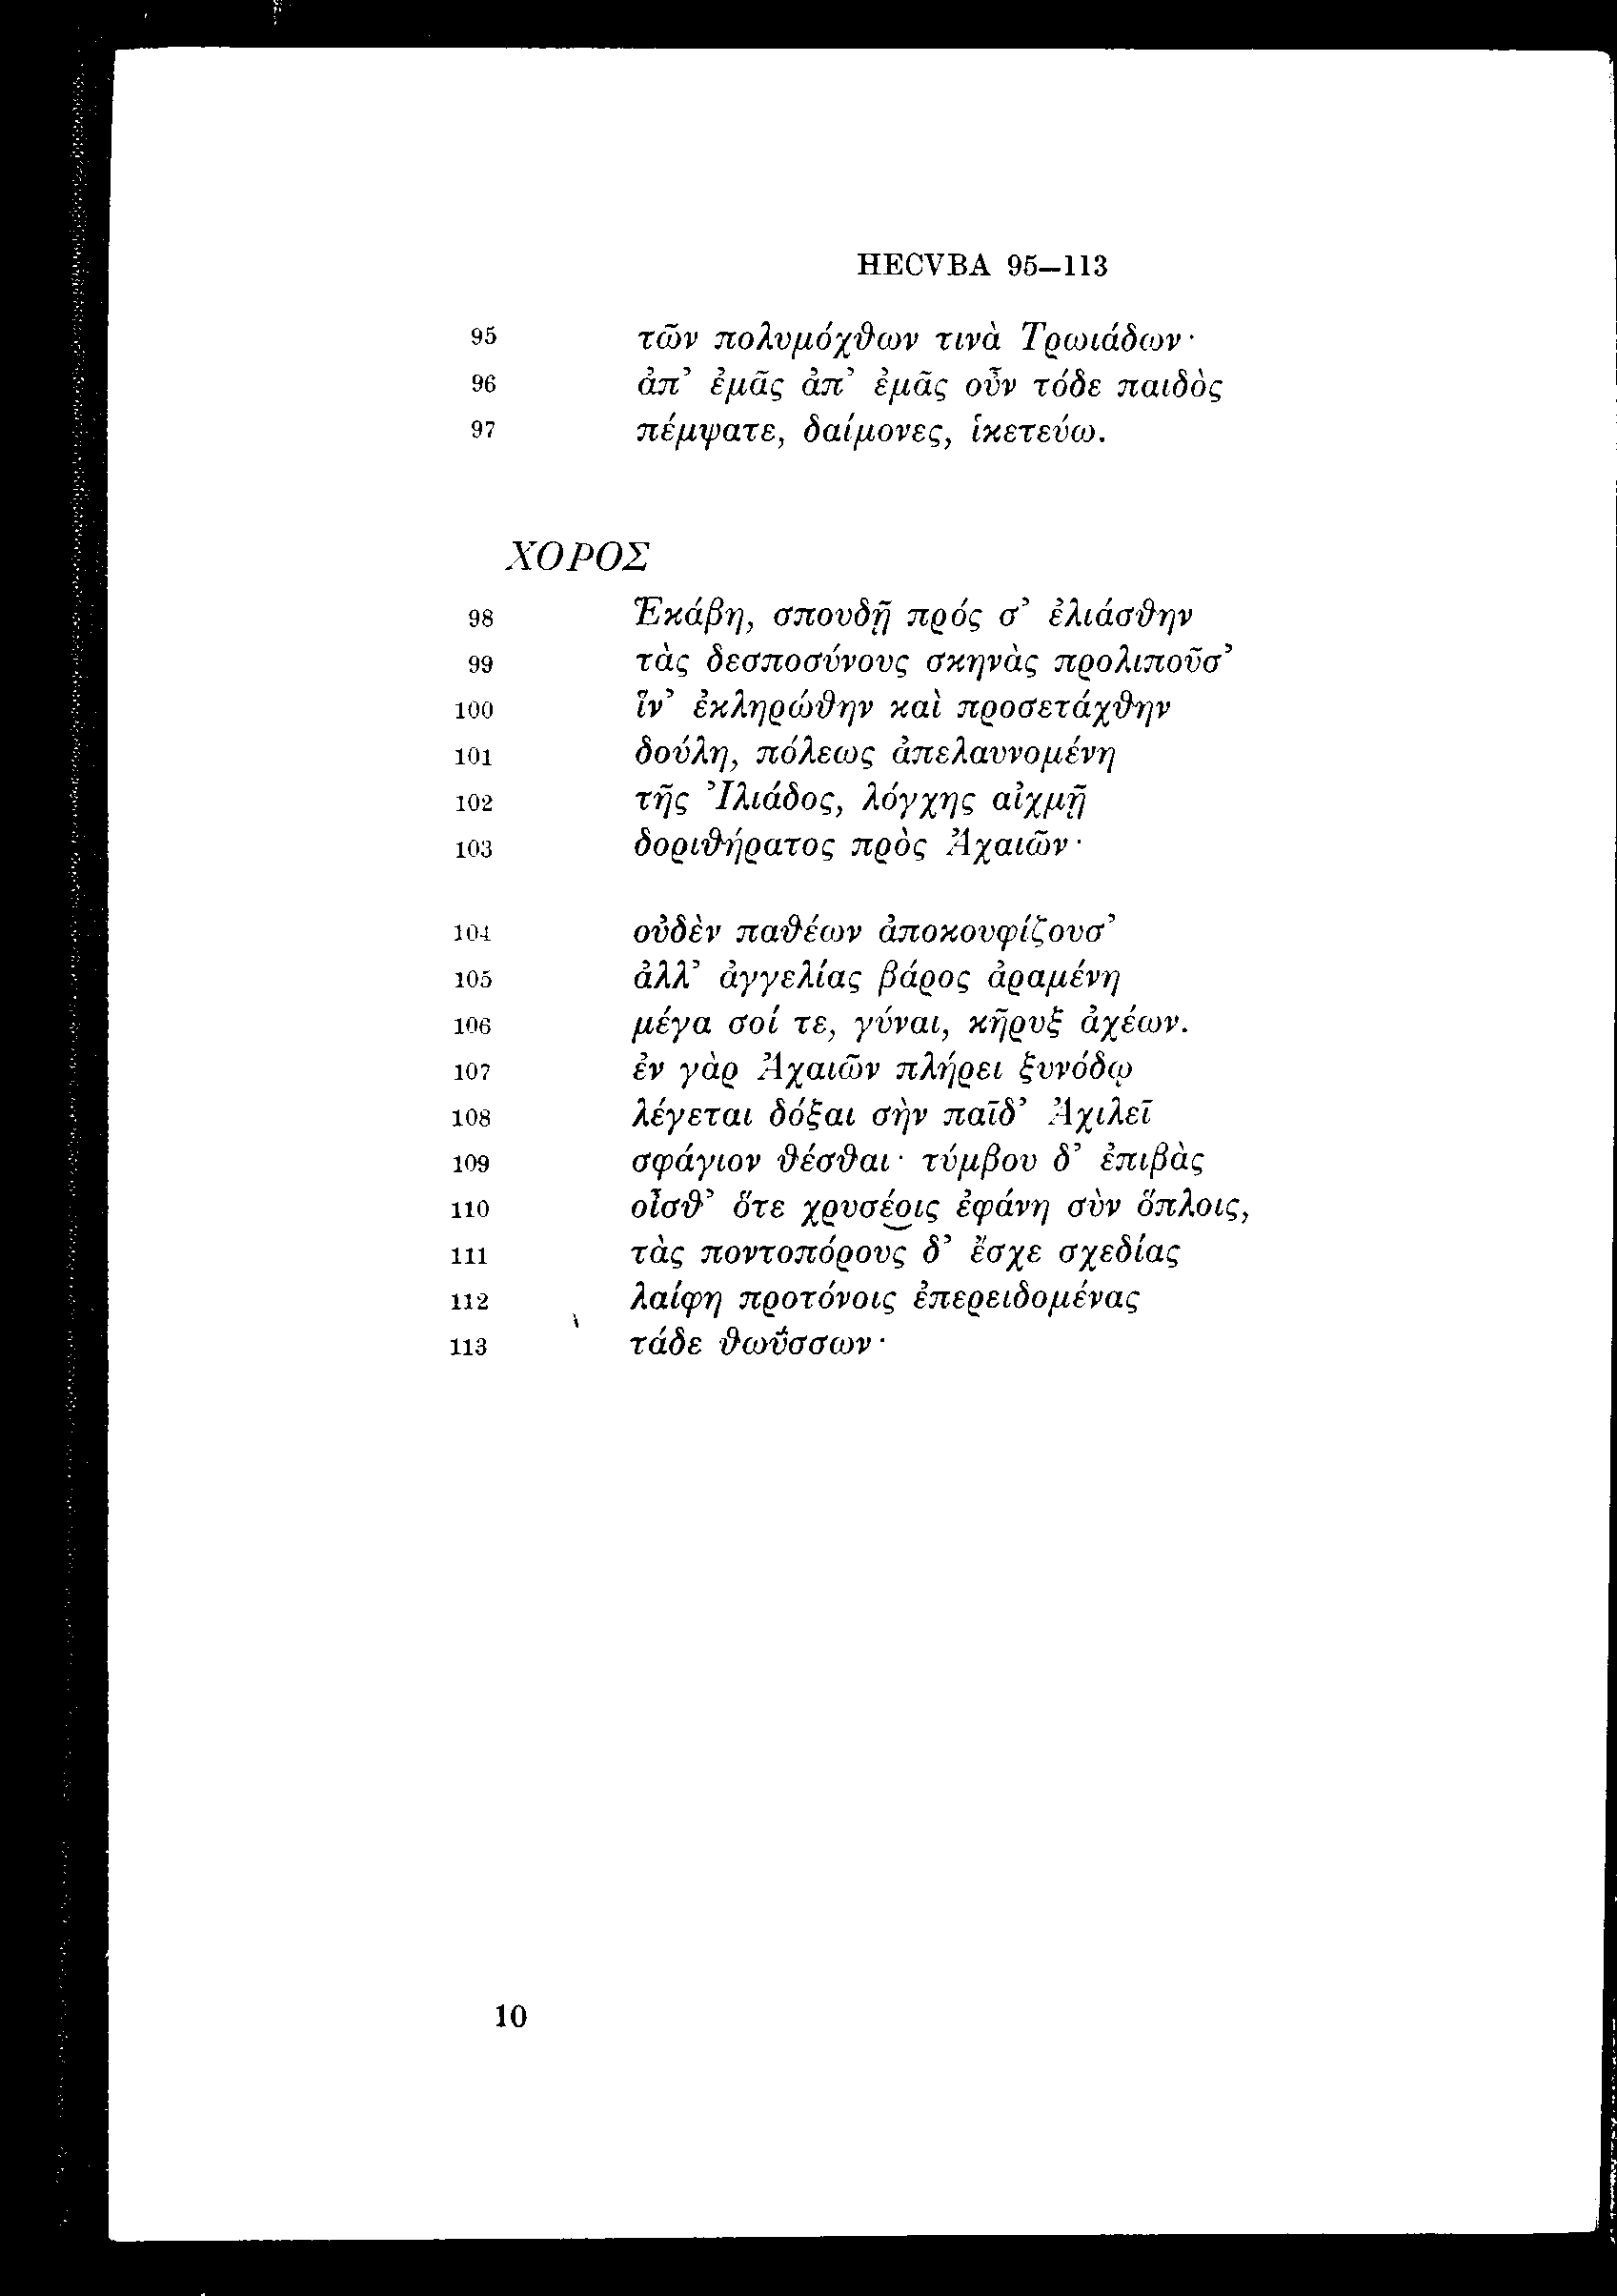 HECVBA 95–113
95 τῶν πολυμόχθων τινὰ Τρωιάδων·
96 ἀπ’ ἐμᾶς ἀπ’ ἐμᾶς οὖν τόδε παιδὸς
97 πέμψατε, δαίμονες, ἱκετεύω.
ΧΟΡΟΣ
98 Ἑκάβη, σπουδῇ πρός σ’ ἐλιάσθην
99 τὰς δεσποσύνους σκηνὰς προλιποῦσ’
100 ἵν’ ἐκληρώθην καὶ προσετάχθην
101 δούλη, πόλεως ἀπελαυνομένη
102 τῆς Ἰλιάδος, λόγχης αἰχμῇ
103 δοριθήρατος πρὸς Ἀχαιῶν·
104 οὐδὲν παθέων ἀποκουφίζουσ’
105 ἀλλ’ ἀγγελίας βάρος ἀραμένη
106 μέγα σοί τε, γύναι, κῆρυξ ἀχέων.
107 ἐν γὰρ Ἀχαιῶν πλήρει ξυνόδῳ
108 λέγεται δόξαι σὴν παῖδ’ Ἀχιλεῖ
109 σφάγιον θέσθαι· τύμβου δ’ ἐπιβὰς
110 οἶσθ’ ὅτε χρυσέοις ἐφάνη σὺν ὅπλοις,
111 τὰς ποντοπόρους δ’ ἔσχε σχεδίας
112 λαίφη προτόνοις ἐπερειδομένας
113 τάδε θωΰσσων·
10